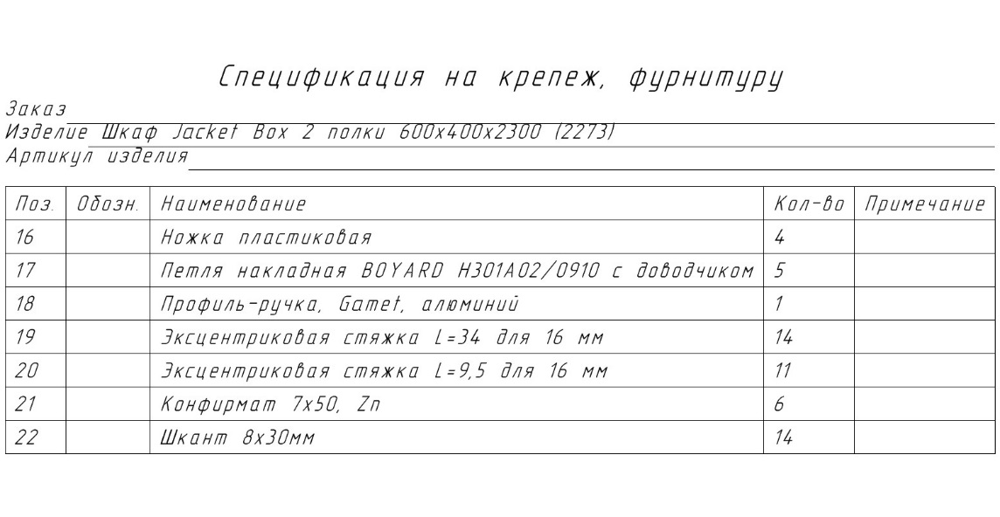 Спецификация на крепеж, фурнитуру
Заказ
Изделие Шкаф Jacket Box 2 полки 600х400х2300 (2273)
Артикул изделия
Поз. Обозн. Наименование Кол-во Примечание
16 Ножка пластиковая 4
17 Петля накладная BOYARD H301A02/0910 с доводчиком 5
18 Профиль-ручка, Gamet, алюминий 1
19 Эксцентриковая стяжка L=34 для 16 мм 14
20 Эксцентриковая стяжка L=9,5 для 16 мм 11
21 Конфирмат 7х50, Zn 6
22 Шкант 8х30мм 14